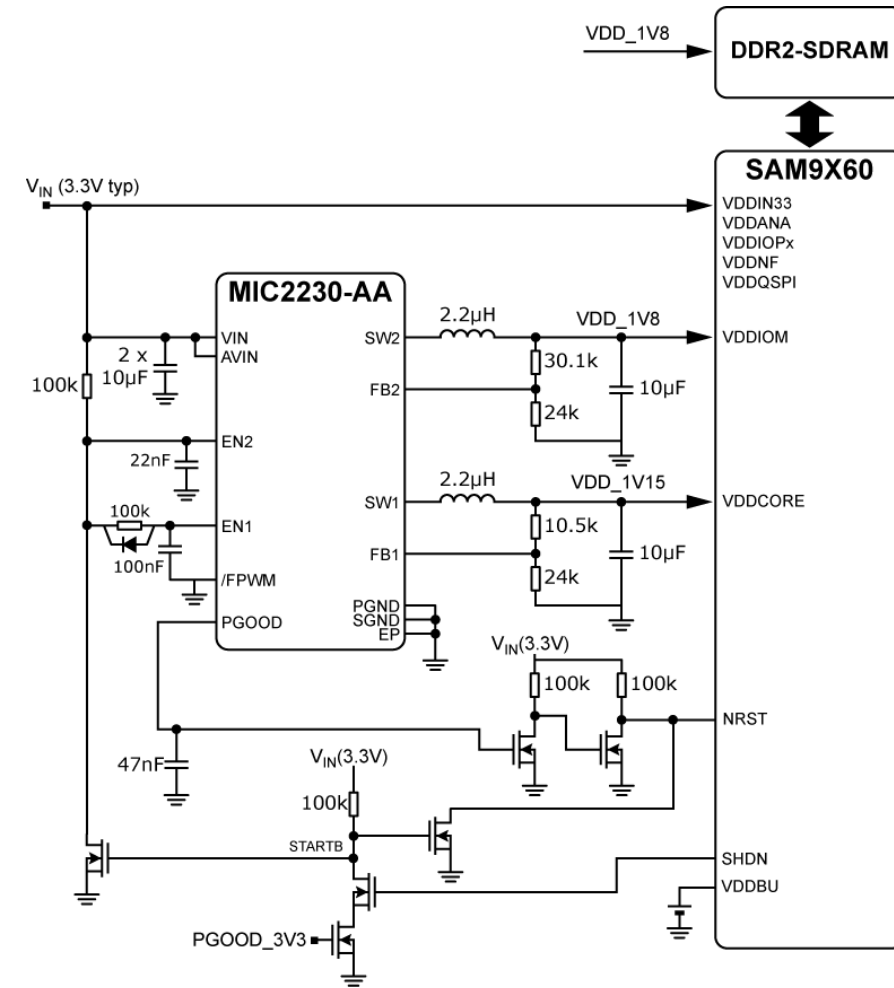 VDD_1V8
DDR2-SDRAM
SAM9X60
V_IN (3.3V typ)
VDDIN33
VDDANA
VDDIOPx
VDDNF
VDDQSPI
MIC2230-AA
VIN
AVIN
2 x
10µF
100k
SW2
2.2µH
VDD_1V8
VDDIOM
30.1k
FB2
10µF
24k
EN2
22nF
SW1
2.2µH
VDD_1V15
VDDCORE
100k
EN1
10.5k
100nF
FB1
10µF
/FPWM
24k
PGOOD
PGND
SGND
EP
V_IN(3.3V)
100k
100k
NRST
47nF
V_IN(3.3V)
100k
STARTB
SHDN
VDDBU
PGOOD_3V3